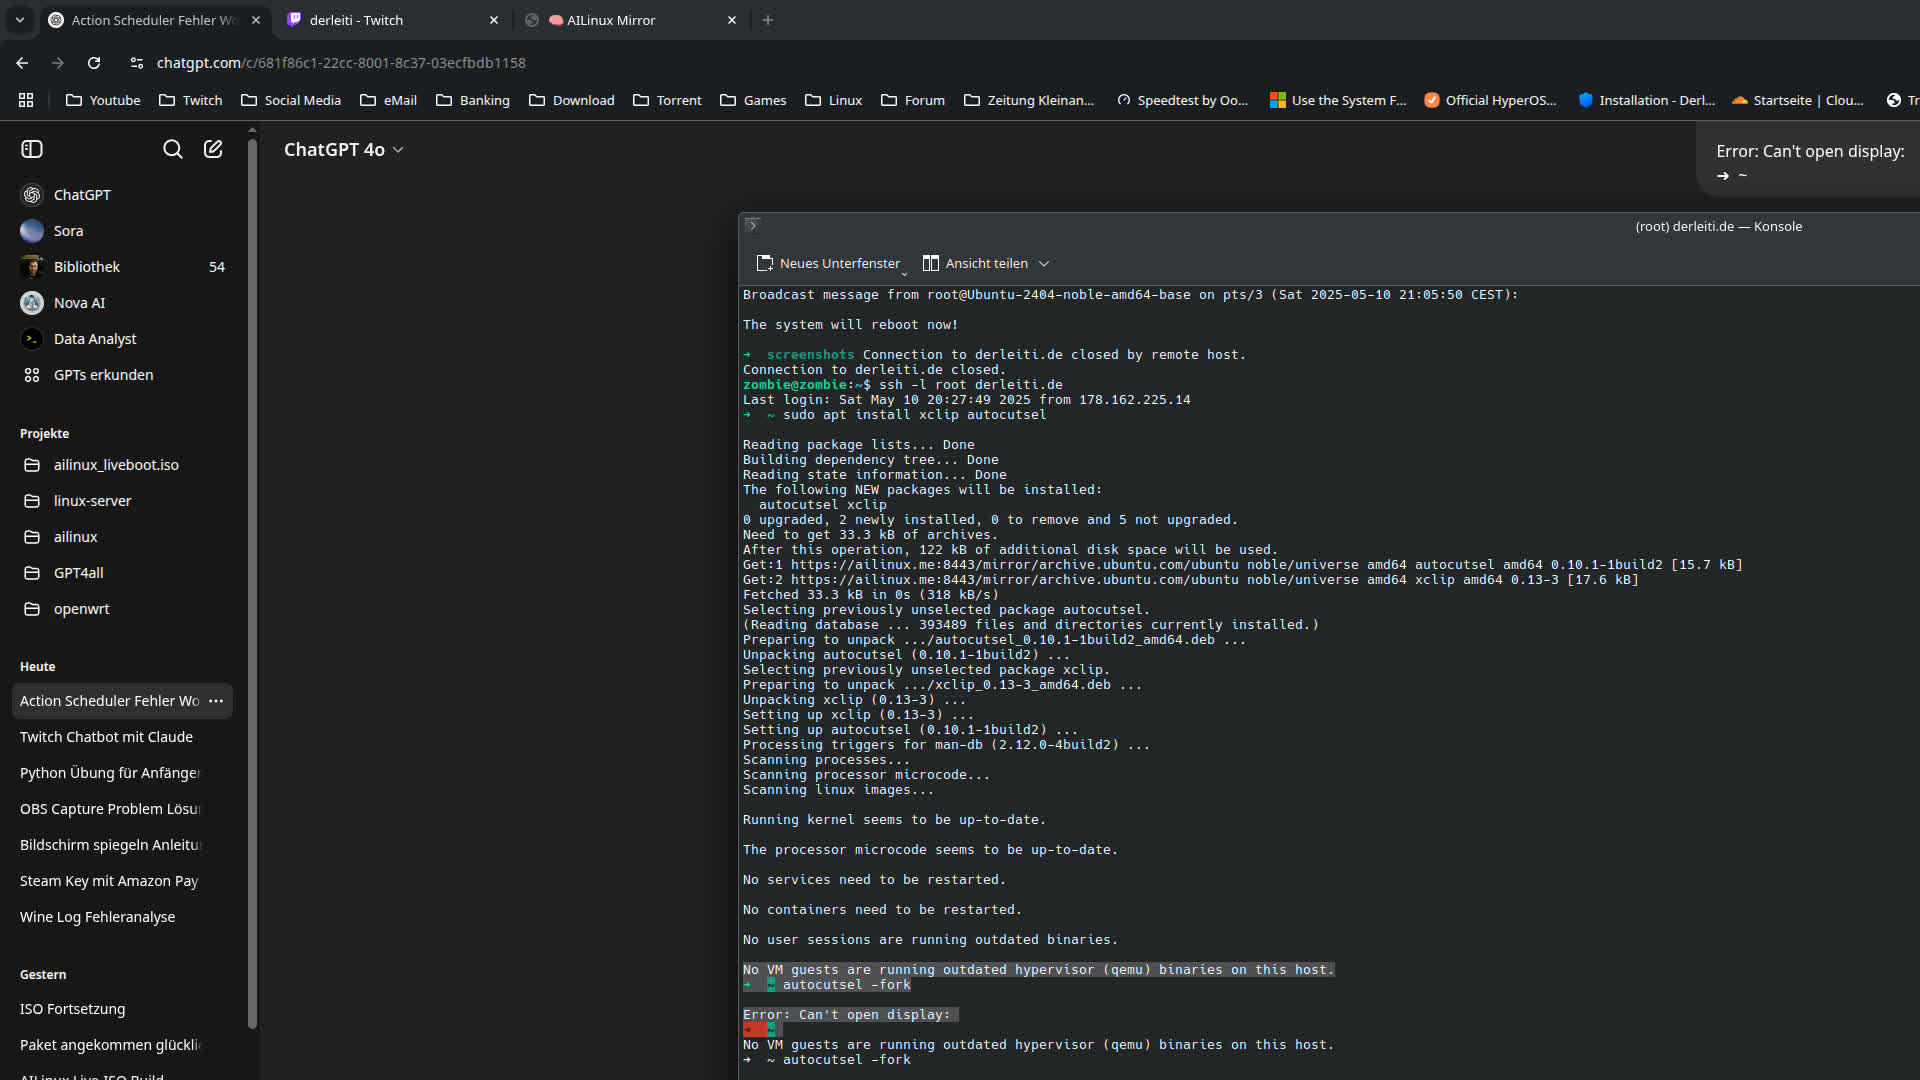 Action Scheduler Fehler Wo
derleiti - Twitch
AILinux Mirror
chatgpt.com/c/681f86c1-22cc-8001-8c37-03ecfbdb1158
Youtube
Twitch
Social Media
eMail
Banking
Download
Torrent
Games
Linux
Forum
Zeitung Kleinan...
Speedtest by Oo...
Use the System F...
Official HyperOS...
Installation - Derl...
Startseite | Clou...
Tr
ChatGPT
Sora
Bibliothek 54
Nova AI
Data Analyst
GPTs erkunden
Projekte
ailinux_liveboot.iso
linux-server
ailinux
GPT4all
openwrt
Heute
Action Scheduler Fehler Wo
Twitch Chatbot mit Claude
Python Übung für Anfänger
OBS Capture Problem Lösu
Bildschirm spiegeln Anleitu
Steam Key mit Amazon Pay
Wine Log Fehleranalyse
Gestern
ISO Fortsetzung
Paket angekommen glückli
AILinux Live ISO Build
ChatGPT 4o
Error: Can't open display:
➜ ~
(root) derleiti.de — Konsole
Neues Unterfenster
Ansicht teilen
Broadcast message from root@Ubuntu-2404-noble-amd64-base on pts/3 (Sat 2025-05-10 21:05:50 CEST):
The system will reboot now!
➜ screenshots Connection to derleiti.de closed by remote host.
Connection to derleiti.de closed.
zombie@zombie:~$ ssh -l root derleiti.de
Last login: Sat May 10 20:27:49 2025 from 178.162.225.14
➜ ~ sudo apt install xclip autocutsel
Reading package lists... Done
Building dependency tree... Done
Reading state information... Done
The following NEW packages will be installed:
autocutsel xclip
0 upgraded, 2 newly installed, 0 to remove and 5 not upgraded.
Need to get 33.3 kB of archives.
After this operation, 122 kB of additional disk space will be used.
Get:1 https://ailinux.me:8443/mirror/archive.ubuntu.com/ubuntu noble/universe amd64 autocutsel amd64 0.10.1-1build2 [15.7 kB]
Get:2 https://ailinux.me:8443/mirror/archive.ubuntu.com/ubuntu noble/universe amd64 xclip amd64 0.13-3 [17.6 kB]
Fetched 33.3 kB in 0s (318 kB/s)
Selecting previously unselected package autocutsel.
(Reading database ... 393489 files and directories currently installed.)
Preparing to unpack .../autocutsel_0.10.1-1build2_amd64.deb ...
Unpacking autocutsel (0.10.1-1build2) ...
Selecting previously unselected package xclip.
Preparing to unpack .../xclip_0.13-3_amd64.deb ...
Unpacking xclip (0.13-3) ...
Setting up xclip (0.13-3) ...
Setting up autocutsel (0.10.1-1build2) ...
Processing triggers for man-db (2.12.0-4build2) ...
Scanning processes...
Scanning processor microcode...
Scanning linux images...
Running kernel seems to be up-to-date.
The processor microcode seems to be up-to-date.
No services need to be restarted.
No containers need to be restarted.
No user sessions are running outdated binaries.
No VM guests are running outdated hypervisor (qemu) binaries on this host.
➜ ~ autocutsel -fork
Error: Can't open display:
➜ ~
No VM guests are running outdated hypervisor (qemu) binaries on this host.
➜ ~ autocutsel -fork